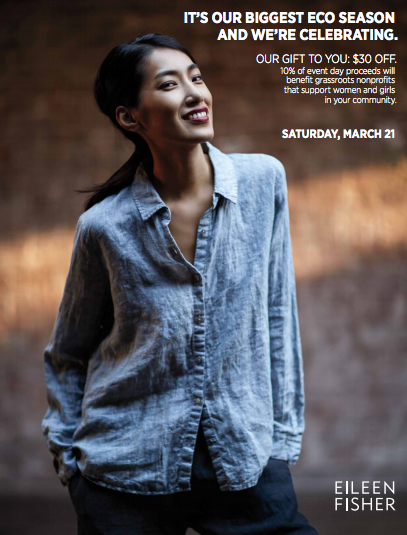 IT'S OUR BIGGEST ECO SEASON
AND WE'RE CELEBRATING.
OUR GIFT TO YOU: $30 OFF.
10% of event day proceeds will
benefit grassroots nonprofits
that support women and girls
in your community.
SATURDAY, MARCH 21
EILEEN
FISHER